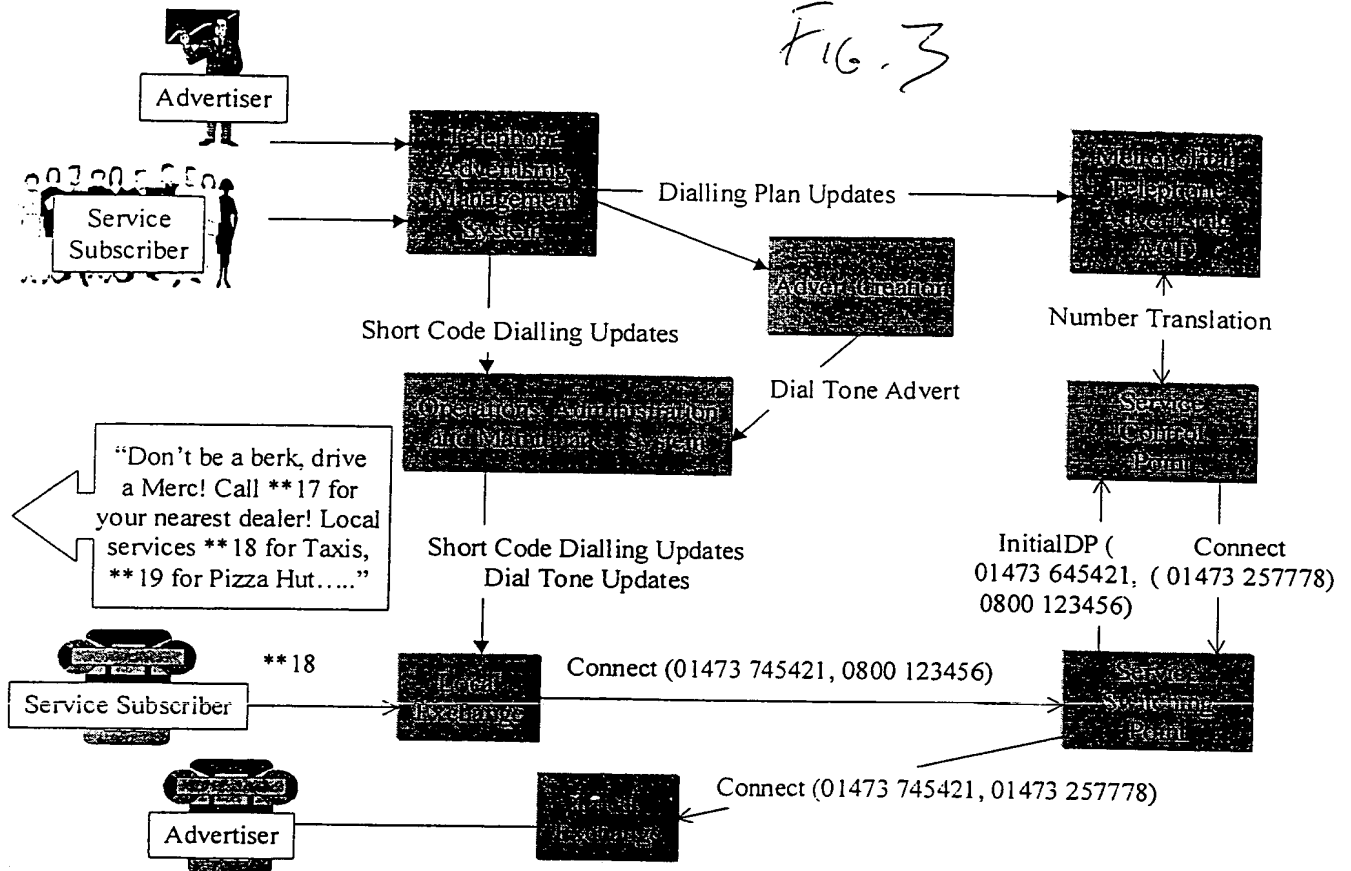 FIG. 3
Advertiser
Service
Subscriber
Telephone
Advertising
Management
System
Dialling Plan Updates
Telephone
Advertising
ACD
Advert Creation
Short Code Dialling Updates
Number Translation
Dial Tone Advert
Operations, Administration
and Maintenance System
Service
Control
Point
“Don't be a berk, drive
a Merc! Call **17 for
your nearest dealer! Local
services **18 for Taxis,
**19 for Pizza Hut.....”
Short Code Dialling Updates
Dial Tone Updates
InitialDP (
01473 645421,
0800 123456)
Connect
( 01473 257778)
Service Subscriber
**18
Local
Exchange
Connect (01473 745421, 0800 123456)
Service
Switching
Point
Advertiser
Exchange
Connect (01473 745421, 01473 257778)